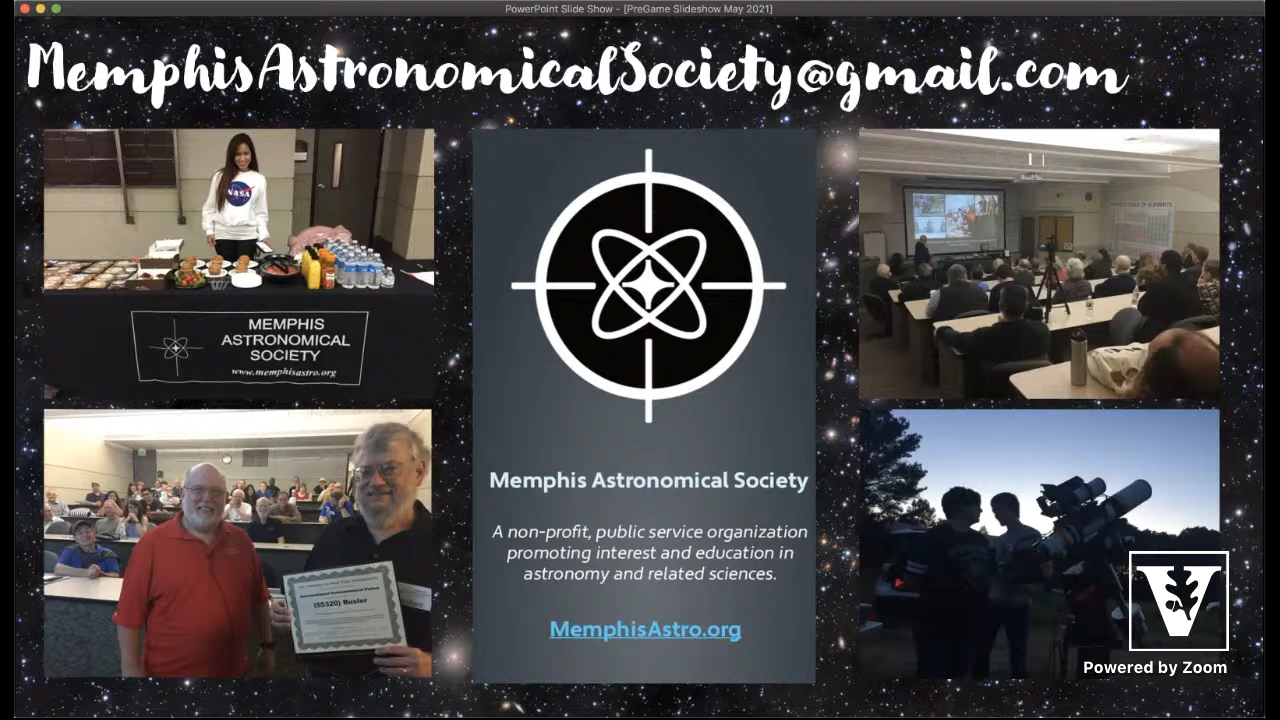 PowerPoint Slide Show - [PreGame Slideshow May 2021]
MemphisAstronomicalSociety@gmail.com
NASA
MEMPHIS
ASTRONOMICAL
SOCIETY
www.memphisastro.org
(55320) Busler
Memphis Astronomical Society
A non-profit, public service organization
promoting interest and education in
astronomy and related sciences.
MemphisAstro.org
V
Powered by Zoom